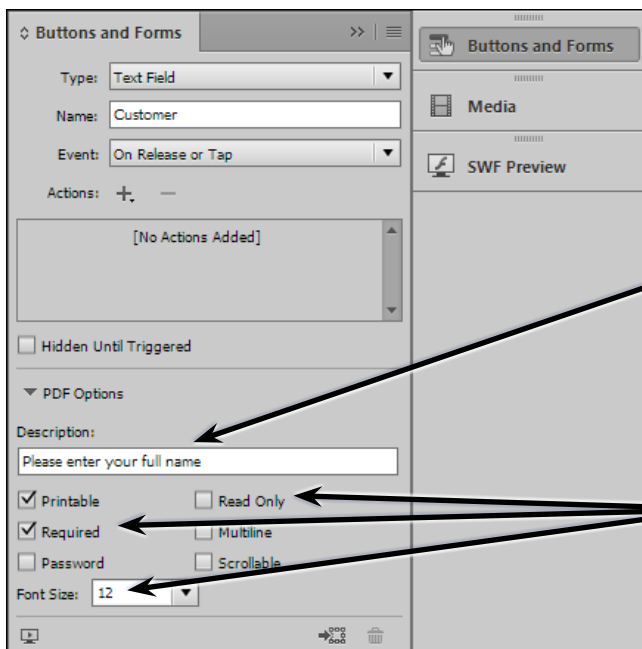 Buttons and Forms
Type: Text Field
Name: Customer
Event: On Release or Tap
Actions:
[No Actions Added]
Hidden Until Triggered
PDF Options
Description:
Please enter your full name
Printable Read Only
Required Multiline
Password Scrollable
Font Size: 12
Buttons and Forms
Media
SWF Preview